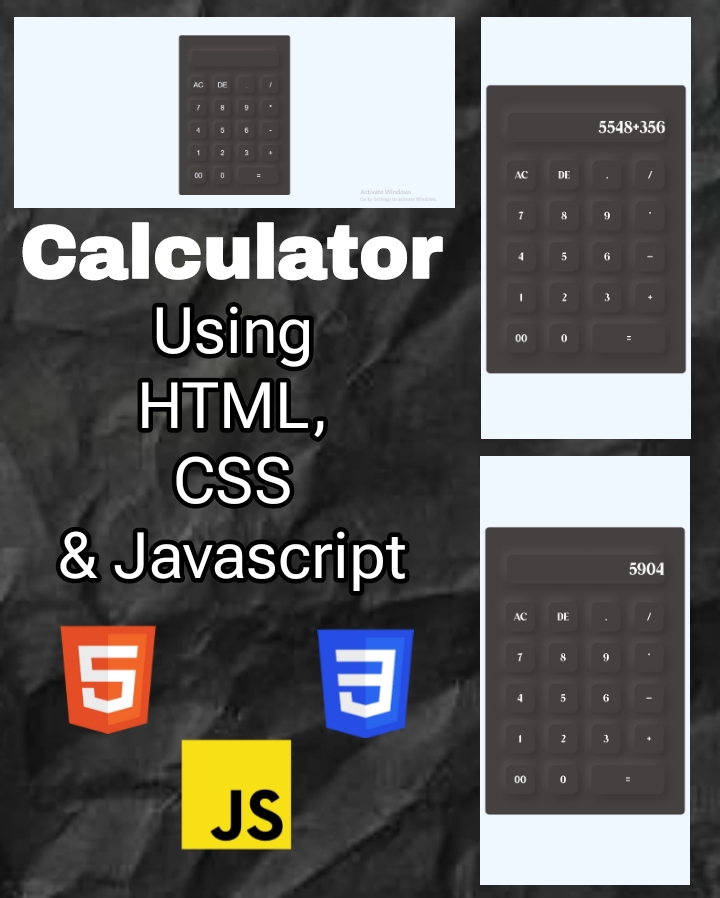 AC DE . /
7 8 9 *
4 5 6 -
1 2 3 +
00 0 =
Activate Windows
Go to Settings to activate Windows.
Calculator
Using
HTML,
CSS
& Javascript
5
3
JS
5548+356
AC DE . /
7 8 9 *
4 5 6 -
1 2 3 +
00 0 =
5904
AC DE . /
7 8 9 *
4 5 6 -
1 2 3 +
00 0 =